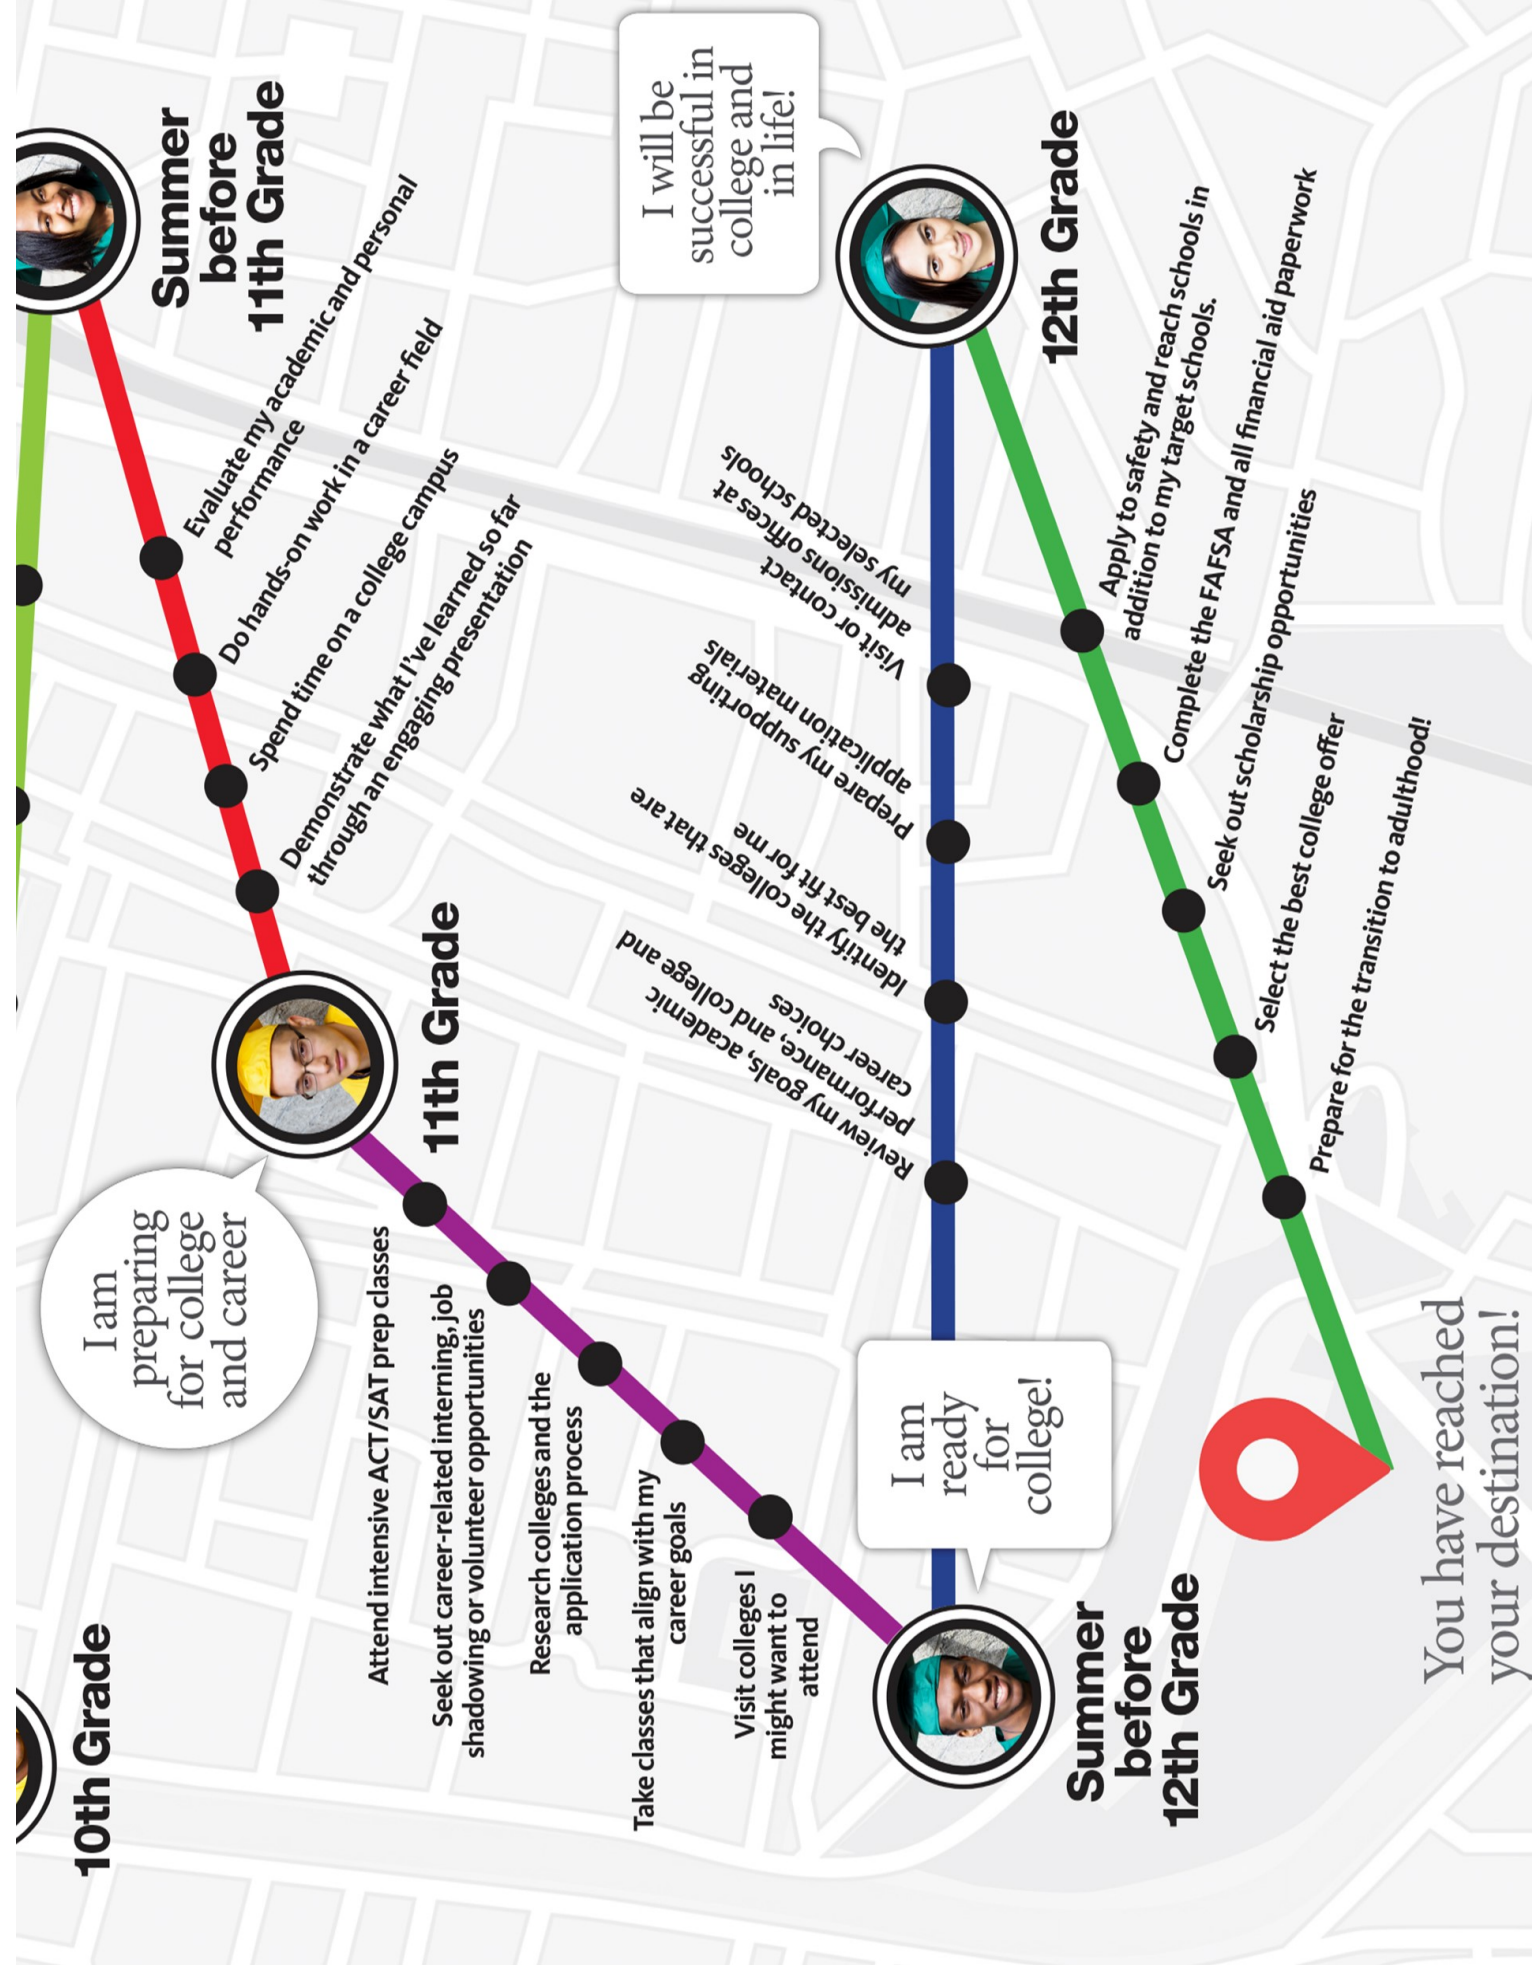 10th Grade
Summer
before
11th Grade
Evaluate my academic and personal
performance
Do hands-on work in a career field
Spend time on a college campus
Demonstrate what I've learned so far
through an engaging presentation
I am
preparing
for college
and career
11th Grade
Attend intensive ACT/SAT prep classes
Seek out career-related interning, job
shadowing or volunteer opportunities
Research colleges and the
application process
Take classes that align with my
career goals
Visit colleges I
might want to
attend
I am
ready
for
college!
Summer
before
12th Grade
Review my goals, academic
performance, and college and
career choices
Identify the colleges that are
the best fit for me
Prepare my supporting
application materials
Visit or contact
admissions offices at
my selected schools
I will be
successful in
college and
in life!
12th Grade
Apply to safety and reach schools in
addition to my target schools.
Complete the FAFSA and all financial aid paperwork
Seek out scholarship opportunities
Select the best college offer
Prepare for the transition to adulthood!
You have reached
your destination!